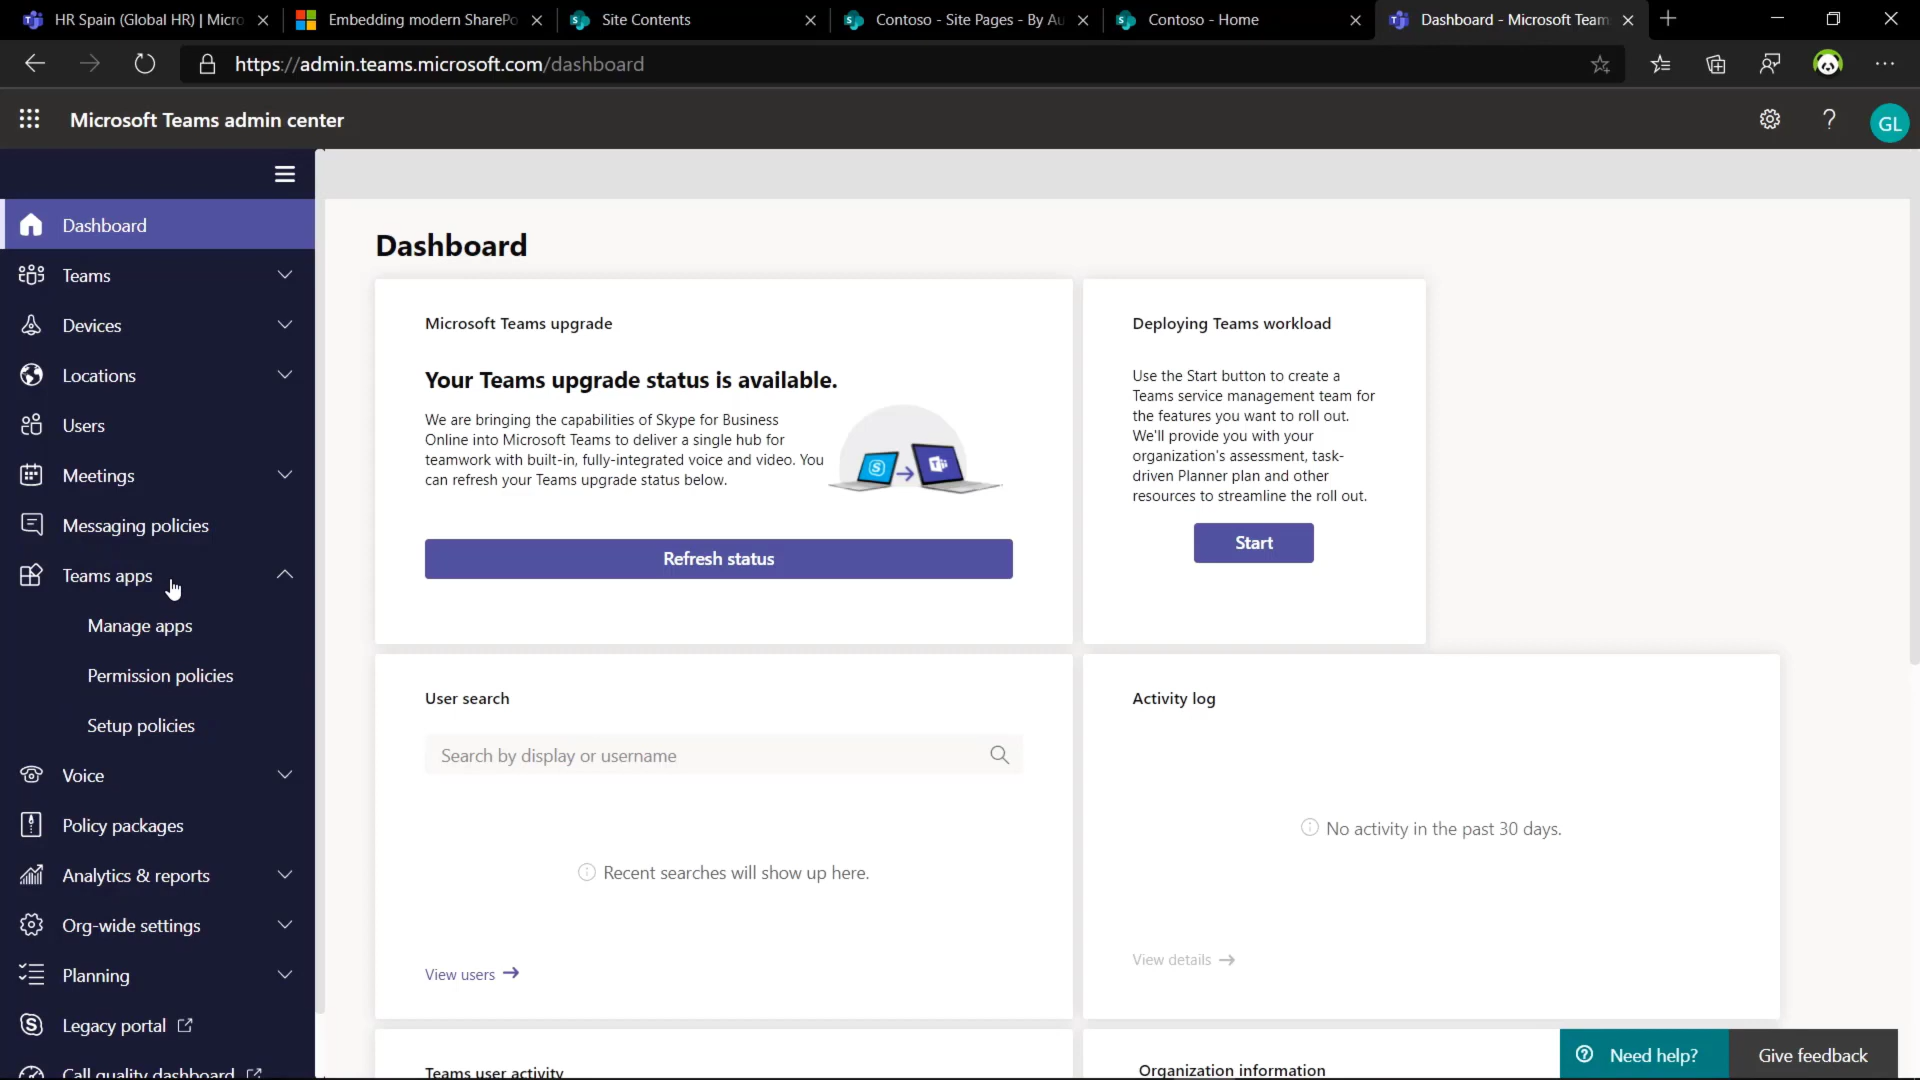 HR Spain (Global HR) | Micro
Embedding modern SharePo
Site Contents
Contoso - Site Pages - By Au
Contoso - Home
Dashboard - Microsoft Team
https://admin.teams.microsoft.com/dashboard
Microsoft Teams admin center
GL
Dashboard
Teams
Devices
Locations
Users
Meetings
Messaging policies
Teams apps
Manage apps
Permission policies
Setup policies
Voice
Policy packages
Analytics & reports
Org-wide settings
Planning
Legacy portal
Call quality dashboard
Dashboard
Microsoft Teams upgrade
Your Teams upgrade status is available.
We are bringing the capabilities of Skype for Business
Online into Microsoft Teams to deliver a single hub for
teamwork with built-in, fully-integrated voice and video. You
can refresh your Teams upgrade status below.
Refresh status
Deploying Teams workload
Use the Start button to create a
Teams service management team for
the features you want to roll out.
We'll provide you with your
organization's assessment, task-
driven Planner plan and other
resources to streamline the roll out.
Start
User search
Search by display or username
Recent searches will show up here.
View users
Activity log
No activity in the past 30 days.
View details
Teams user activity
Organization information
Need help?
Give feedback